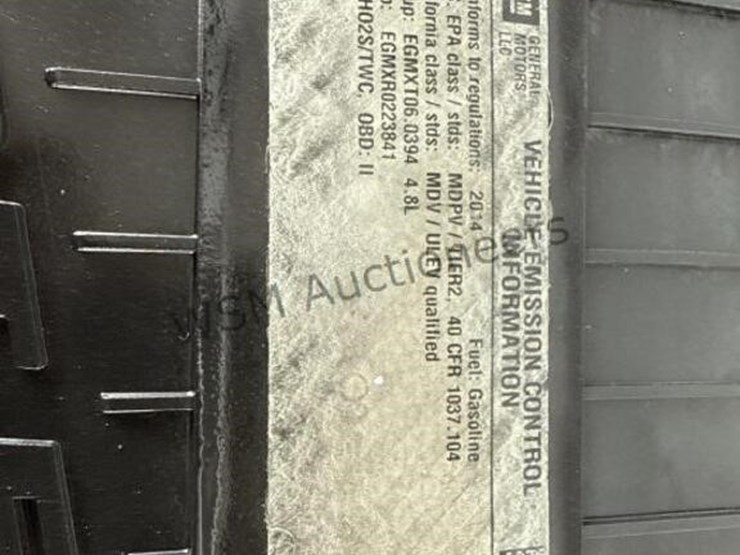 GM
GENERAL
MOTORS
LLC
VEHICLE EMISSION CONTROL
INFORMATION
nforms to regulations: 2014 Fuel: Gasoline
. EPA class / stds: MDPV / TIER2, 40 CFR 1037.104
fornia class / stds: MDV / ULEV qualified
up: EGMXT06.0394 4.8L
p: EGMXR0223841
HO2S/TWC, OBD: II
WSM Auctioneers